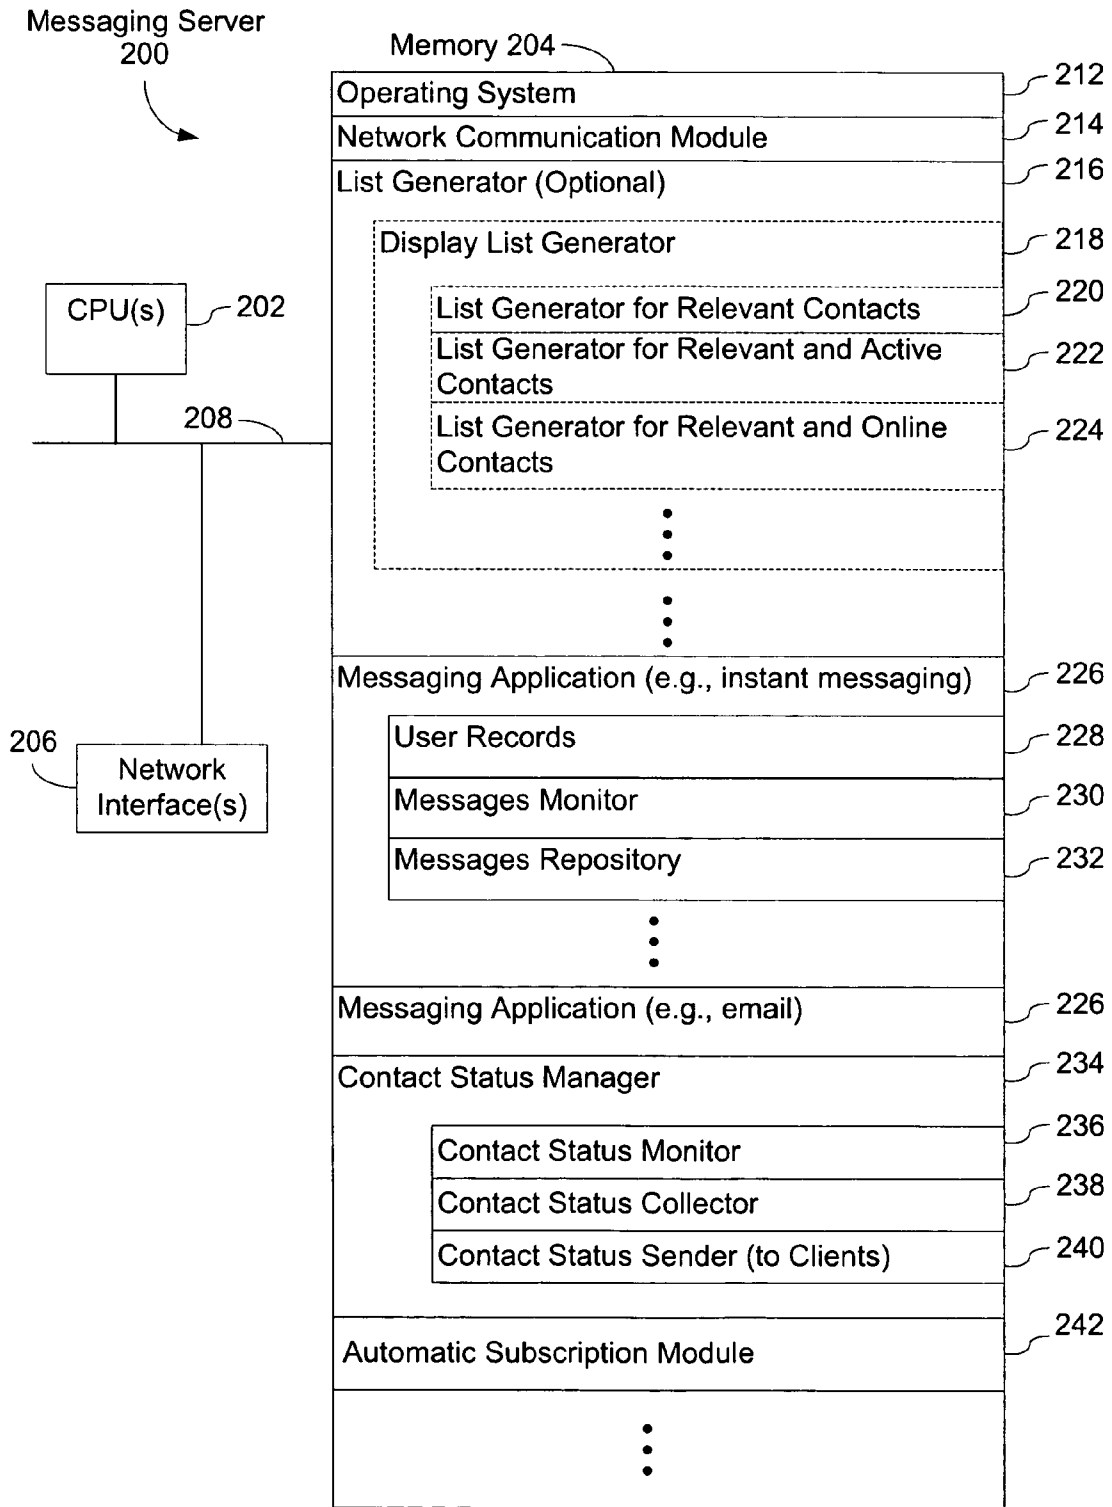 Messaging Server
200
Memory 204
Operating System
212
Network Communication Module
214
List Generator (Optional)
216
Display List Generator
218
CPU(s)
202
List Generator for Relevant Contacts
220
List Generator for Relevant and Active
Contacts
222
208
List Generator for Relevant and Online
Contacts
224
Messaging Application (e.g., instant messaging)
226
User Records
228
206
Network
Interface(s)
Messages Monitor
230
Messages Repository
232
Messaging Application (e.g., email)
226
Contact Status Manager
234
Contact Status Monitor
236
Contact Status Collector
238
Contact Status Sender (to Clients)
240
Automatic Subscription Module
242